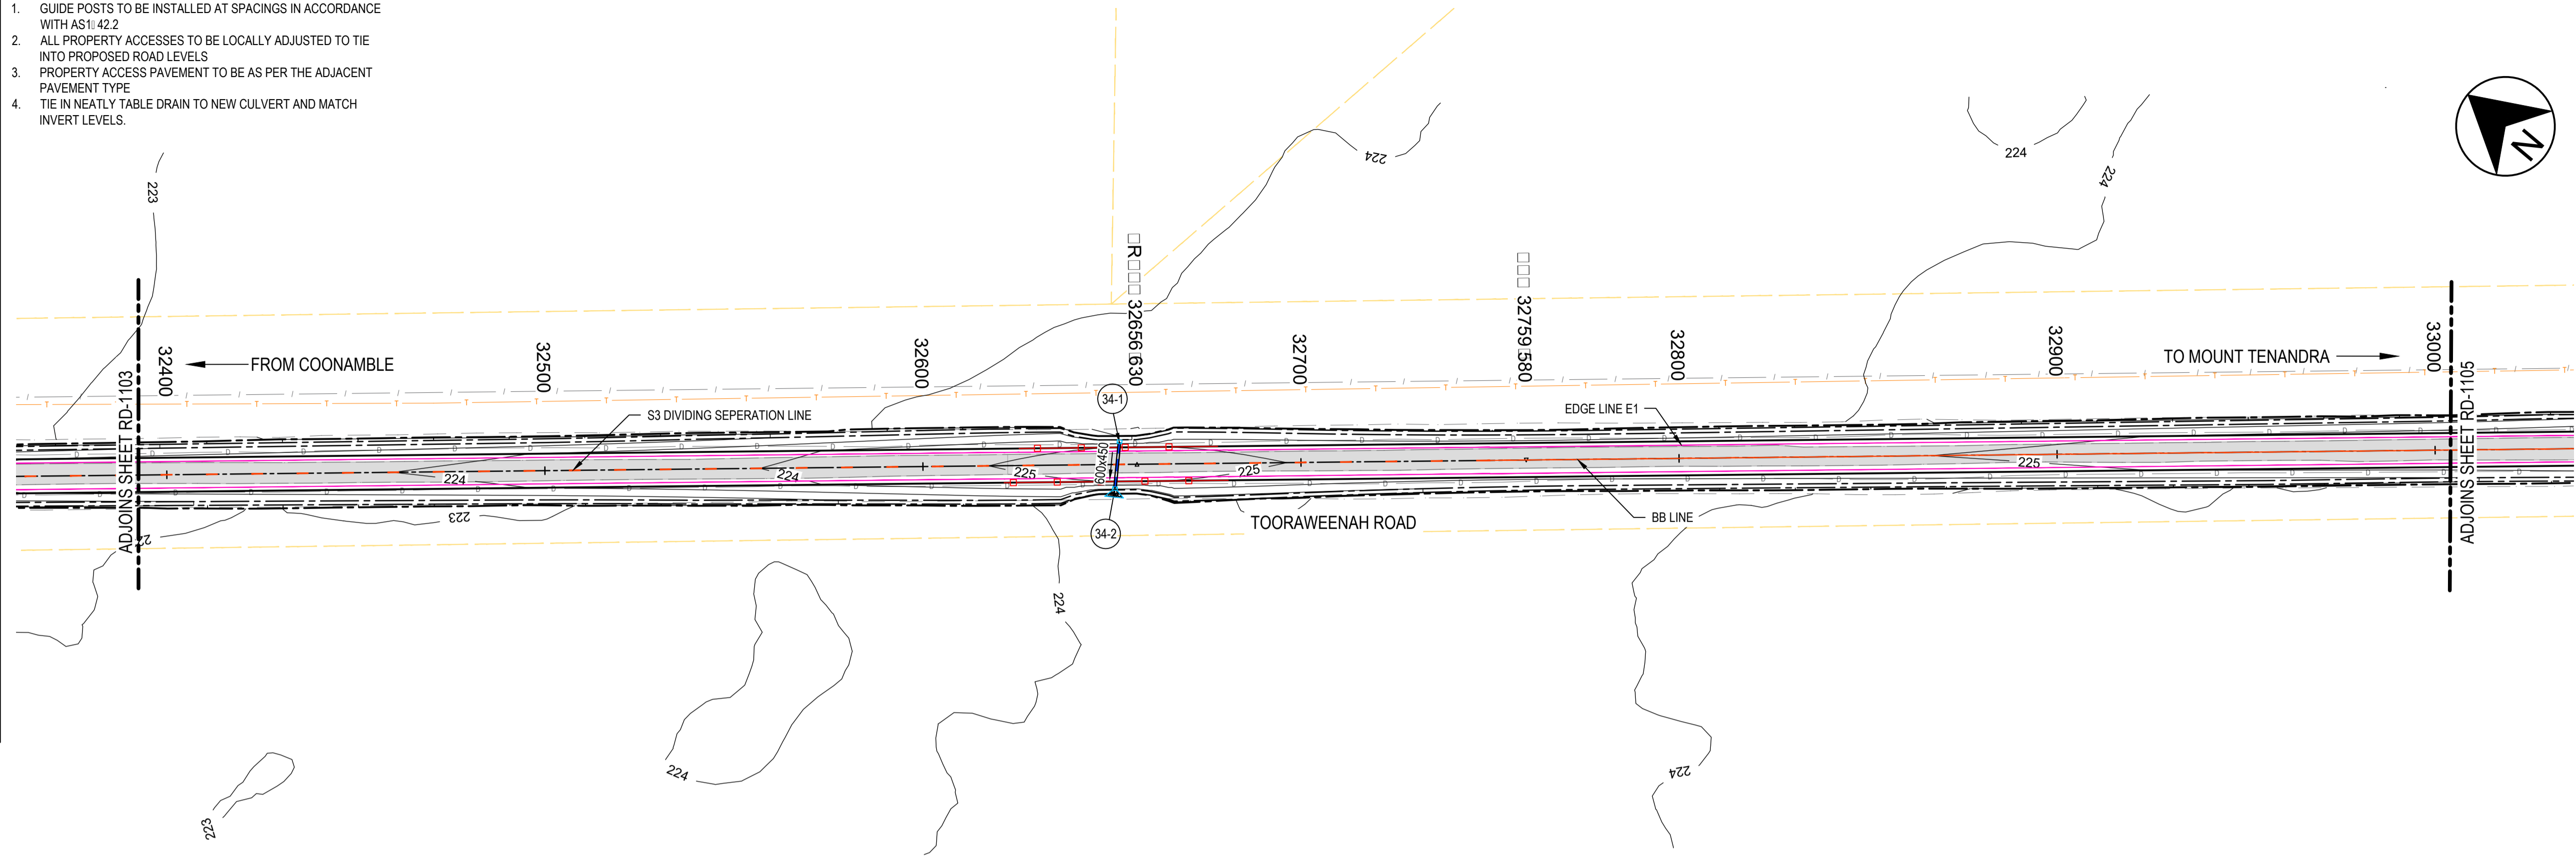 1. GUIDE POSTS TO BE INSTALLED AT SPACINGS IN ACCORDANCE
WITH AS1▯42.2
2. ALL PROPERTY ACCESSES TO BE LOCALLY ADJUSTED TO TIE
INTO PROPOSED ROAD LEVELS
3. PROPERTY ACCESS PAVEMENT TO BE AS PER THE ADJACENT
PAVEMENT TYPE
4. TIE IN NEATLY TABLE DRAIN TO NEW CULVERT AND MATCH
INVERT LEVELS.
N
223
224
224
224
□R□□□ 32656□630
□□□ 32759□580
32400
32500
32600
32700
32800
32900
33000
FROM COONAMBLE
TO MOUNT TENANDRA
ADJOINS SHEET RD-1103
ADJOINS SHEET RD-1105
S3 DIVIDING SEPERATION LINE
34-1
EDGE LINE E1
600x450
224
224
225
225
225
223
34-2
TOORAWEENAH ROAD
BB LINE
224
224
224
223